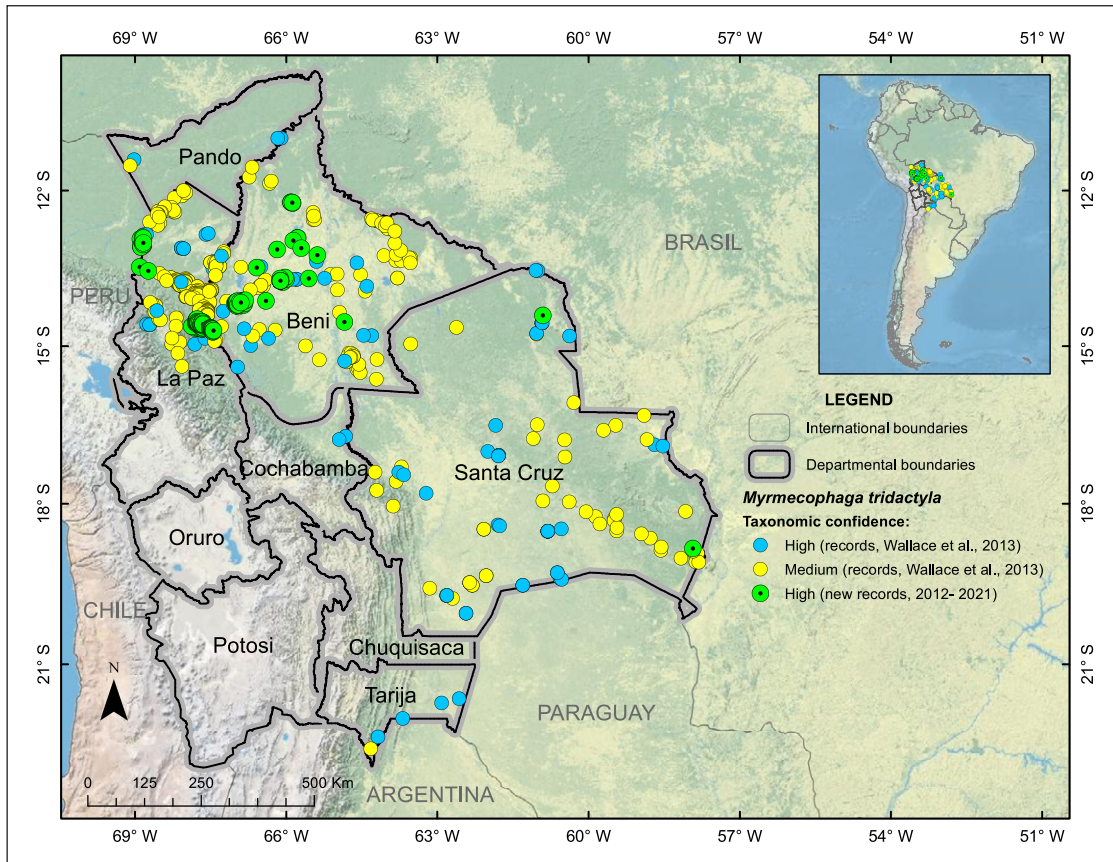 69° W 66° W 63° W 60° W 57° W 54° W 51° W
12° S 12° S
15° S 15° S
18° S 18° S
21° S 21° S
Pando
BRASIL
PERU
Beni
La Paz
LEGEND
International boundaries
Departmental boundaries
Myrmecophaga tridactyla
Taxonomic confidence:
High (records, Wallace et al., 2013)
Medium (records, Wallace et al., 2013)
High (new records, 2012- 2021)
Cochabamba
Santa Cruz
Oruro
CHILE
Potosi
Chuquisaca
Tarija
PARAGUAY
N
0 125 250 500 Km
ARGENTINA
69° W 66° W 63° W 60° W 57° W 54° W 51° W